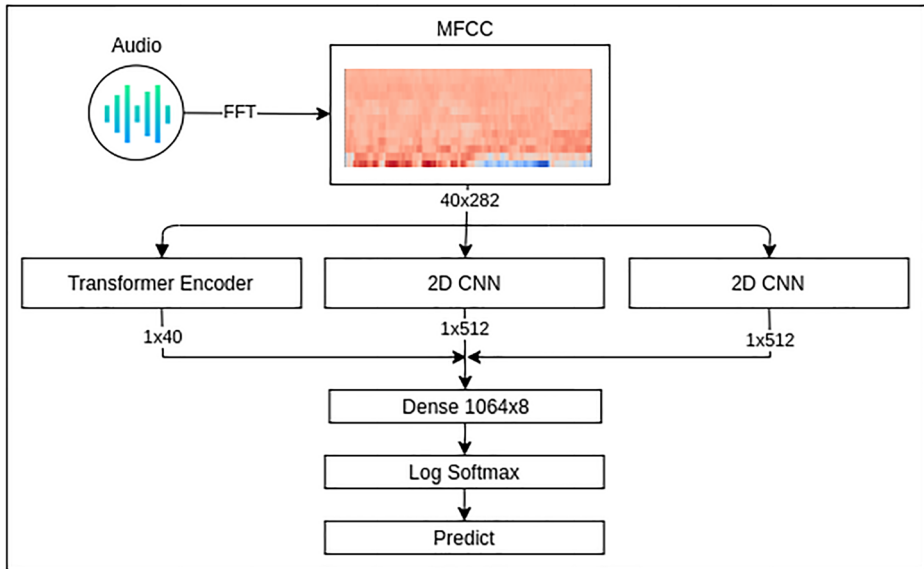 MFCC
Audio
FFT
40x282
Transformer Encoder
2D CNN
2D CNN
1x40
1x512
1x512
Dense 1064x8
Log Softmax
Predict